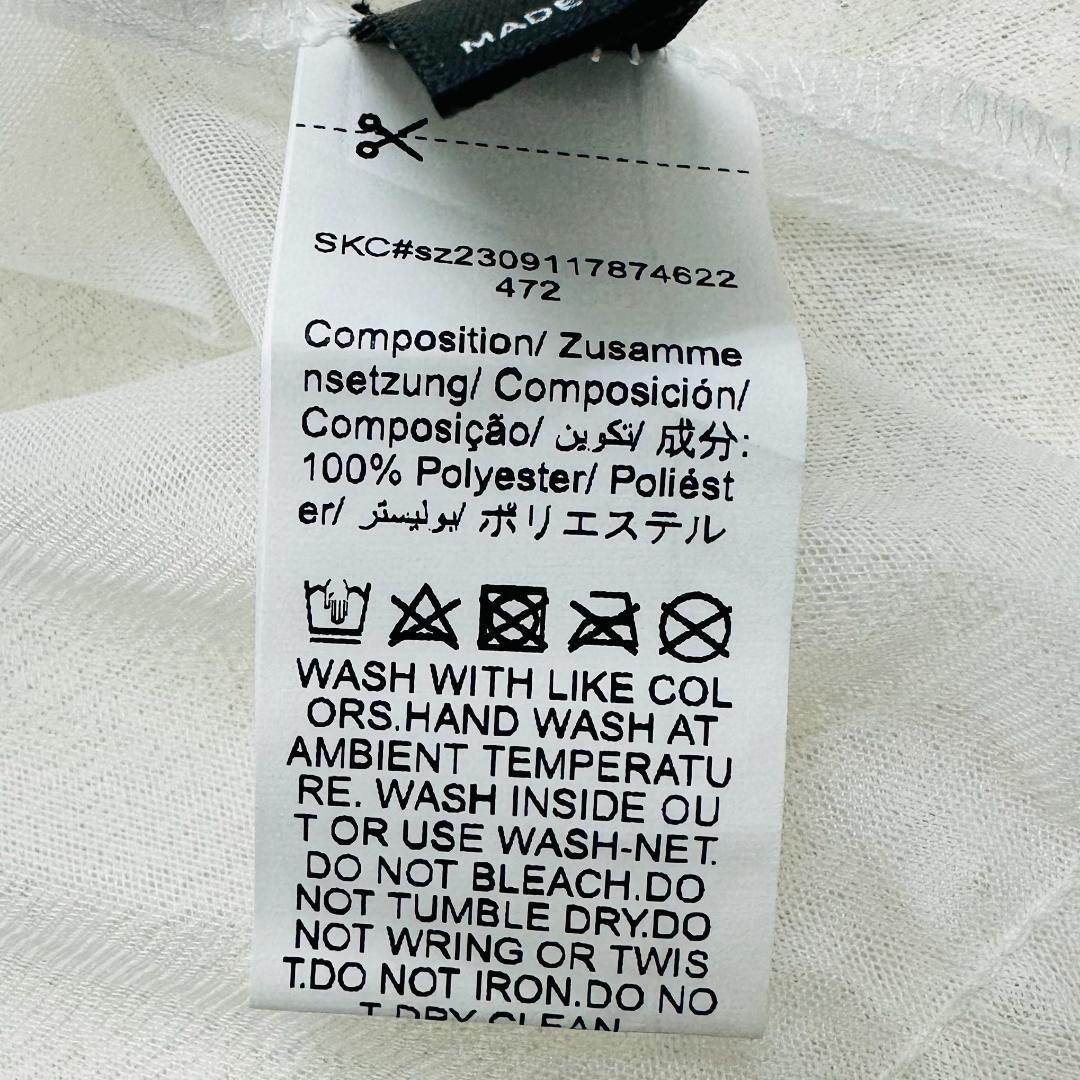 MADE
SKC#sz2309117874622
472
Composition/ Zusamme
nsetzung/ Composición/
Composição/ تكوين/ 成分:
100% Polyester/ Poliést
er/ بوليستر/ ポリエステル
WASH WITH LIKE COL
ORS.HAND WASH AT
AMBIENT TEMPERATU
RE. WASH INSIDE OU
T OR USE WASH-NET.
DO NOT BLEACH.DO
NOT TUMBLE DRY.DO
NOT WRING OR TWIS
T.DO NOT IRON.DO NO
T DRY CLEAN